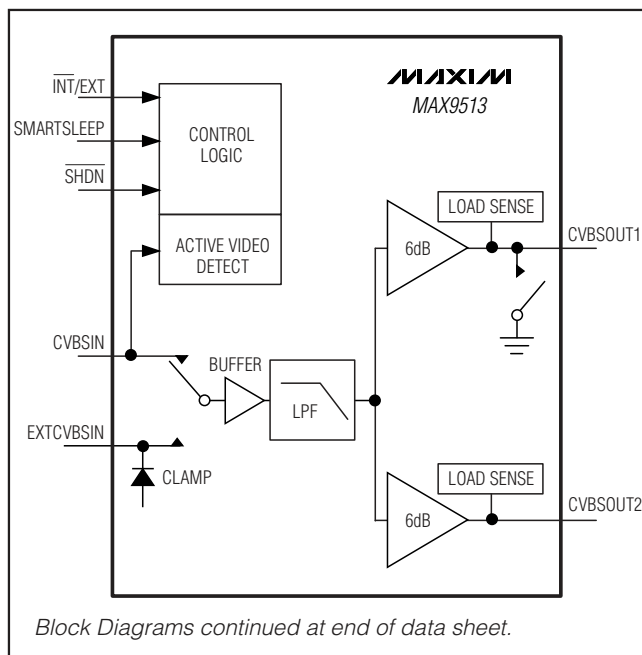 MAXIM
MAX9513
INT/EXT
SMARTSLEEP
SHDN
CONTROL
LOGIC
ACTIVE VIDEO
DETECT
CVBSIN
EXTCVBSIN
CLAMP
BUFFER
LPF
6dB
LOAD SENSE
CVBSOUT1
6dB
LOAD SENSE
CVBSOUT2
Block Diagrams continued at end of data sheet.